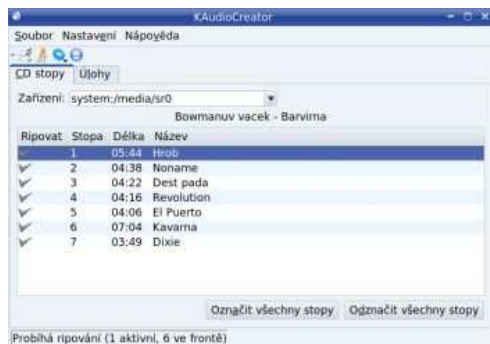 KAudioCreator
Soubor Nastavení Nápověda
CD stopy Úlohy
Zařízení: system:/media/sr0
Bowmanuv vacek - Barvirna
Ripovat Stopa Délka Název
1 05:44 Hrob
2 04:38 Noname
3 04:22 Dest pada
4 04:16 Revolution
5 04:06 El Puerto
6 07:04 Kavarna
7 03:49 Dixie
Označit všechny stopy Odznačit všechny stopy
Probíhá ripování (1 aktivní, 6 ve frontě)